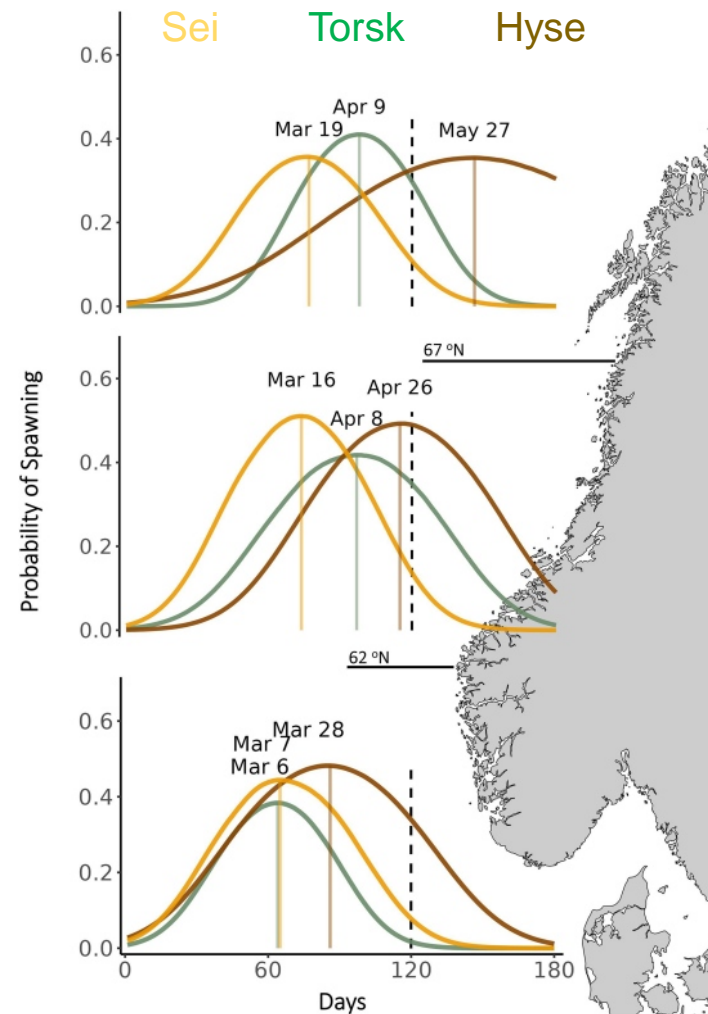 Sei Torsk Hyse
0.6
Apr 9
0.4
Mar 19
May 27
0.2
0.0
67 °N
0.6
Mar 16
Apr 26
Apr 8
0.4
0.2
0.0
Probability of Spawning
62 °N
0.6
Mar 28
Mar 7
Mar 6
0.4
0.2
0.0
0 60 120 180
Days